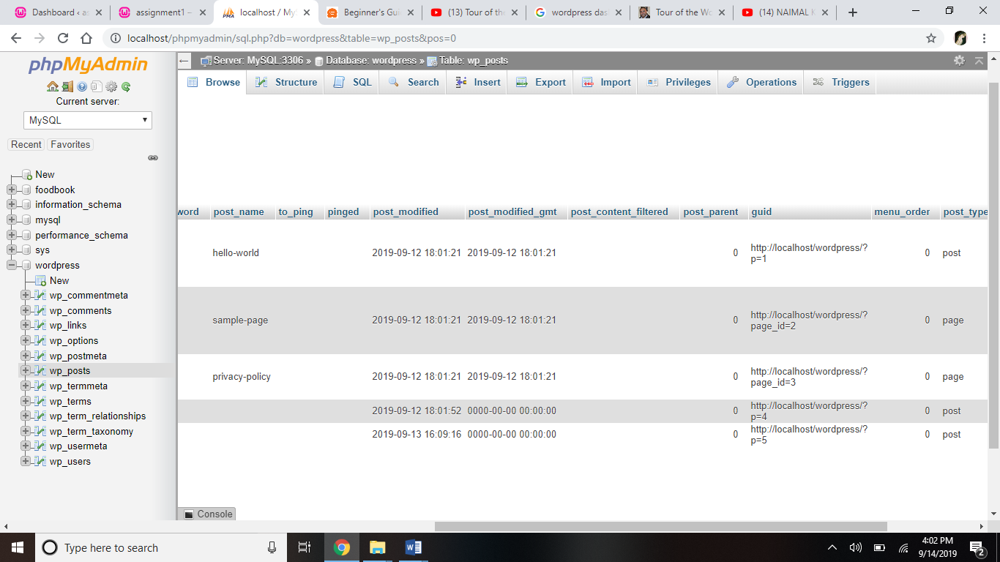 Dashboard ‹ as
assignment1 –
localhost / My
Beginner's Gui
(13) Tour of the
wordpress das
Tour of the Wo
(14) NAIMAL K
localhost/phpmyadmin/sql.php?db=wordpress&table=wp_posts&pos=0
phpMyAdmin
Current server:
MySQL
Recent Favorites
New
foodbook
information_schema
mysql
performance_schema
sys
wordpress
New
wp_commentmeta
wp_comments
wp_links
wp_options
wp_postmeta
wp_posts
wp_termmeta
wp_terms
wp_term_relationships
wp_term_taxonomy
wp_usermeta
wp_users
Server: MySQL:3306 » Database: wordpress » Table: wp_posts
Browse Structure SQL Search Insert Export Import Privileges Operations Triggers
word post_name to_ping pinged post_modified post_modified_gmt post_content_filtered post_parent guid menu_order post_type
hello-world 2019-09-12 18:01:21 2019-09-12 18:01:21 0 http://localhost/wordpress/?
p=1 0 post
sample-page 2019-09-12 18:01:21 2019-09-12 18:01:21 0 http://localhost/wordpress/?
page_id=2 0 page
privacy-policy 2019-09-12 18:01:21 2019-09-12 18:01:21 0 http://localhost/wordpress/?
page_id=3 0 page
2019-09-12 18:01:52 0000-00-00 00:00:00 0 http://localhost/wordpress/?
p=4 0 post
2019-09-13 16:09:16 0000-00-00 00:00:00 0 http://localhost/wordpress/?
p=5 0 post
Console
Type here to search
4:02 PM
9/14/2019
2